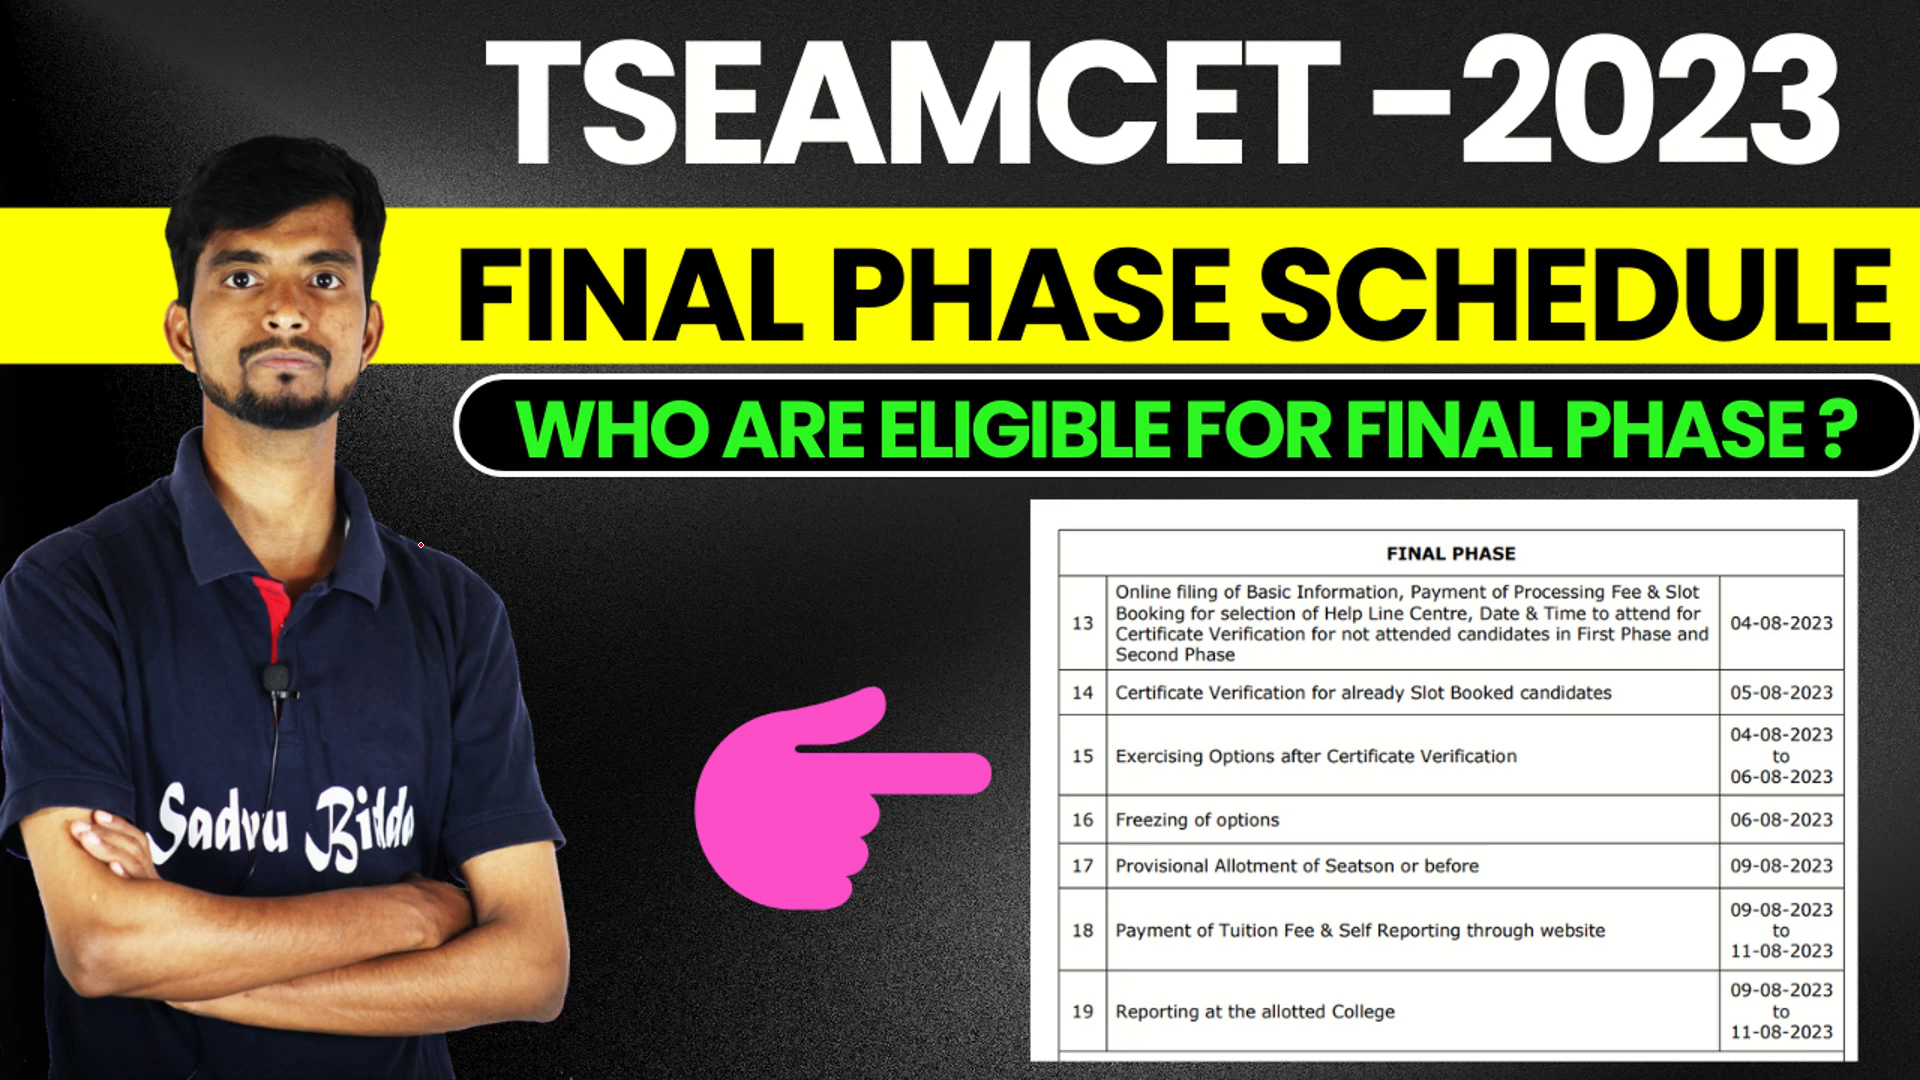 TSEAMCET -2023
FINAL PHASE SCHEDULE
WHO ARE ELIGIBLE FOR FINAL PHASE ?
Sadvu Bidda
FINAL PHASE
13 Online filing of Basic Information, Payment of Processing Fee & Slot
Booking for selection of Help Line Centre, Date & Time to attend for
Certificate Verification for not attended candidates in First Phase and
Second Phase
04-08-2023
14 Certificate Verification for already Slot Booked candidates 05-08-2023
15 Exercising Options after Certificate Verification
04-08-2023
to
06-08-2023
16 Freezing of options 06-08-2023
17 Provisional Allotment of Seatson or before 09-08-2023
18 Payment of Tuition Fee & Self Reporting through website
09-08-2023
to
11-08-2023
19 Reporting at the allotted College
09-08-2023
to
11-08-2023